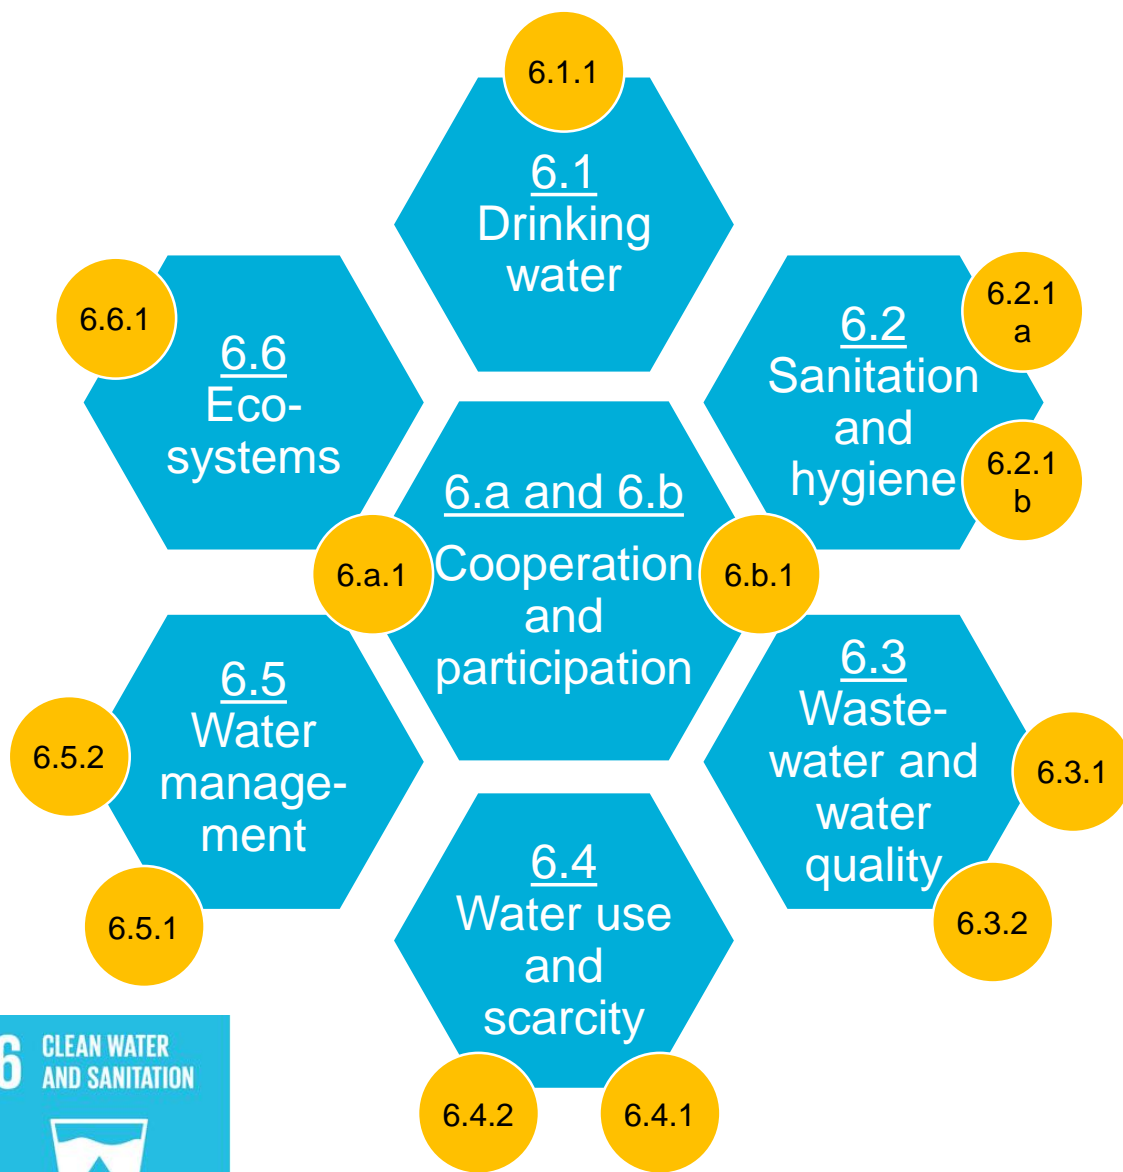 6.1.1
6.1
Drinking
water
6.2.1
a
6.2
Sanitation
and
hygiene
6.2.1
b
6.6.1
6.6
Eco-
systems
6.a and 6.b
Cooperation
and
participation
6.a.1
6.b.1
6.3
Waste-
water and
water
quality
6.3.1
6.3.2
6.5
Water
manage-
ment
6.5.2
6.5.1
6.4
Water use
and
scarcity
6.4.2
6.4.1
6 CLEAN WATER
AND SANITATION